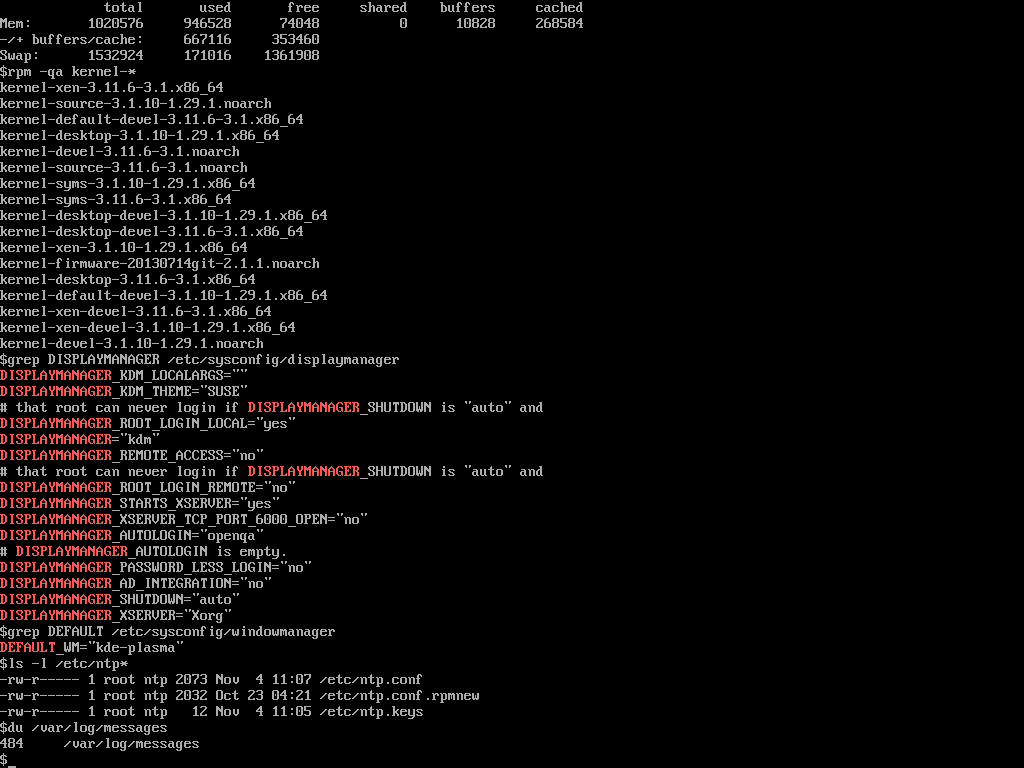 total       used       free     shared    buffers     cached
Mem:       1020576     946528      74048          0      10828     268584
-/+ buffers/cache:     667116     353460
Swap:      1532924     171016    1361908
$rpm -qa kernel-*
kernel-xen-3.11.6-3.1.x86_64
kernel-source-3.1.10-1.29.1.noarch
kernel-default-devel-3.11.6-3.1.x86_64
kernel-desktop-3.1.10-1.29.1.x86_64
kernel-devel-3.11.6-3.1.noarch
kernel-source-3.11.6-3.1.noarch
kernel-syms-3.1.10-1.29.1.x86_64
kernel-syms-3.11.6-3.1.x86_64
kernel-desktop-devel-3.1.10-1.29.1.x86_64
kernel-desktop-devel-3.11.6-3.1.x86_64
kernel-xen-3.1.10-1.29.1.x86_64
kernel-firmware-20130714git-2.1.1.noarch
kernel-desktop-3.11.6-3.1.x86_64
kernel-default-devel-3.1.10-1.29.1.x86_64
kernel-xen-devel-3.11.6-3.1.x86_64
kernel-xen-devel-3.1.10-1.29.1.x86_64
kernel-devel-3.1.10-1.29.1.noarch
$grep DISPLAYMANAGER /etc/sysconfig/displaymanager
DISPLAYMANAGER_KDM_LOCALARGS=""
DISPLAYMANAGER_KDM_THEME="SUSE"
# that root can never login if DISPLAYMANAGER_SHUTDOWN is "auto" and
DISPLAYMANAGER_ROOT_LOGIN_LOCAL="yes"
DISPLAYMANAGER="kdm"
DISPLAYMANAGER_REMOTE_ACCESS="no"
# that root can never login if DISPLAYMANAGER_SHUTDOWN is "auto" and
DISPLAYMANAGER_ROOT_LOGIN_REMOTE="no"
DISPLAYMANAGER_STARTS_XSERVER="yes"
DISPLAYMANAGER_XSERVER_TCP_PORT_6000_OPEN="no"
DISPLAYMANAGER_AUTOLOGIN="openqa"
# DISPLAYMANAGER_AUTOLOGIN is empty.
DISPLAYMANAGER_PASSWORD_LESS_LOGIN="no"
DISPLAYMANAGER_AD_INTEGRATION="no"
DISPLAYMANAGER_SHUTDOWN="auto"
DISPLAYMANAGER_XSERVER="Xorg"
$grep DEFAULT /etc/sysconfig/windowmanager
DEFAULT_WM="kde-plasma"
$ls -l /etc/ntp*
-rw-r----- 1 root ntp 2073 Nov  4 11:07 /etc/ntp.conf
-rw-r----- 1 root ntp 2032 Oct 23 04:21 /etc/ntp.conf.rpmnew
-rw-r----- 1 root ntp   12 Nov  4 11:05 /etc/ntp.keys
$du /var/log/messages
484     /var/log/messages
$_